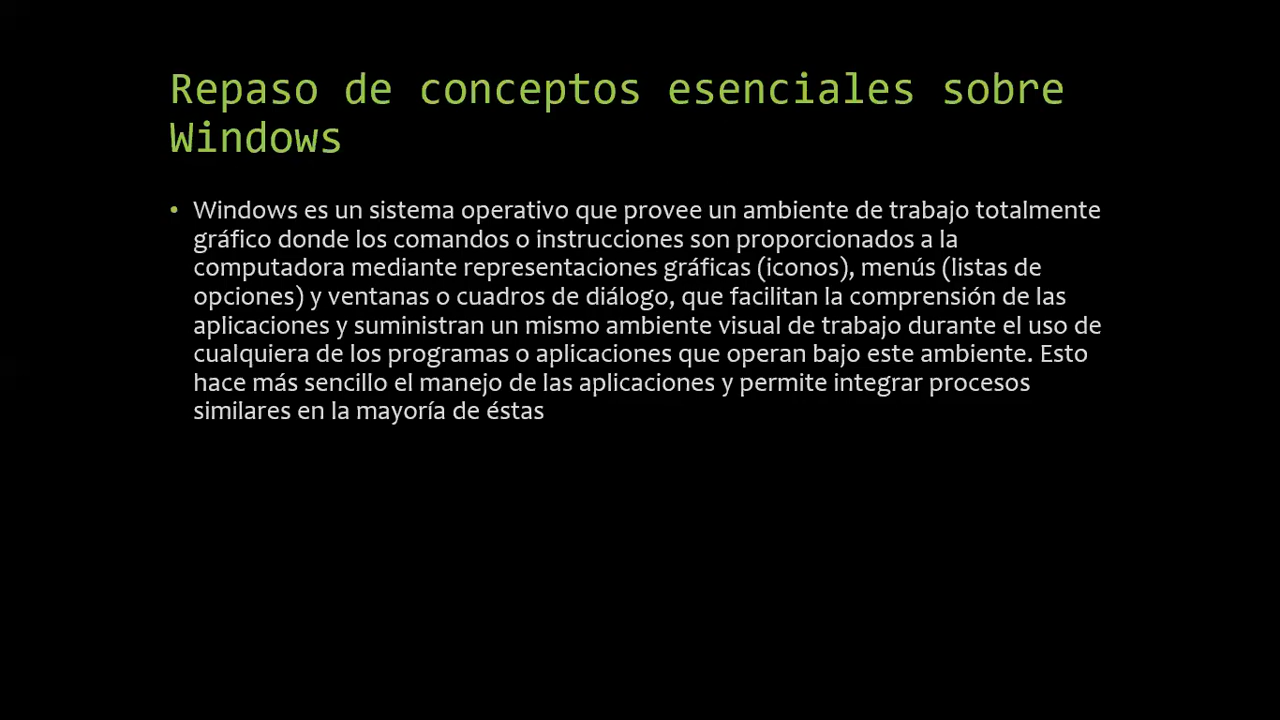 Repaso de conceptos esenciales sobre
Windows
• Windows es un sistema operativo que provee un ambiente de trabajo totalmente
gráfico donde los comandos o instrucciones son proporcionados a la
computadora mediante representaciones gráficas (iconos), menús (listas de
opciones) y ventanas o cuadros de diálogo, que facilitan la comprensión de las
aplicaciones y suministran un mismo ambiente visual de trabajo durante el uso de
cualquiera de los programas o aplicaciones que operan bajo este ambiente. Esto
hace más sencillo el manejo de las aplicaciones y permite integrar procesos
similares en la mayoría de éstas